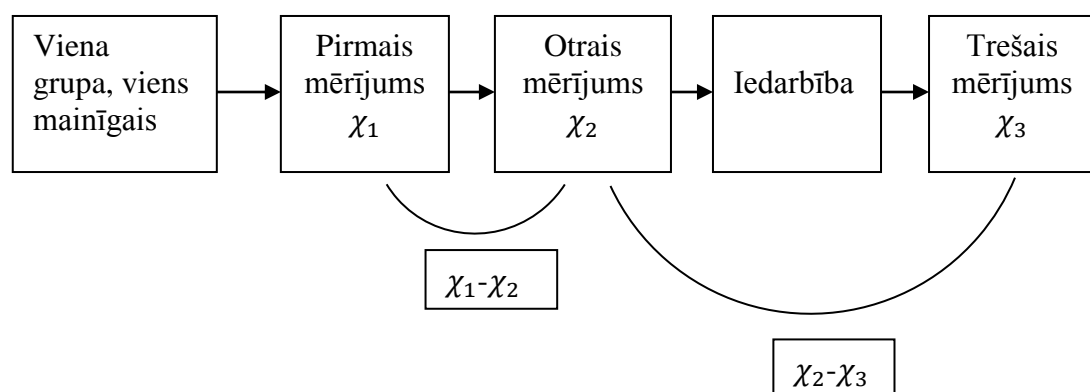 Viena
grupa, viens
mainīgais
Pirmais
mērījums
𝜒1
Otrais
mērījums
𝜒2
Iedarbība
Trešais
mērījums
𝜒3
𝜒1-𝜒2
𝜒2-𝜒3